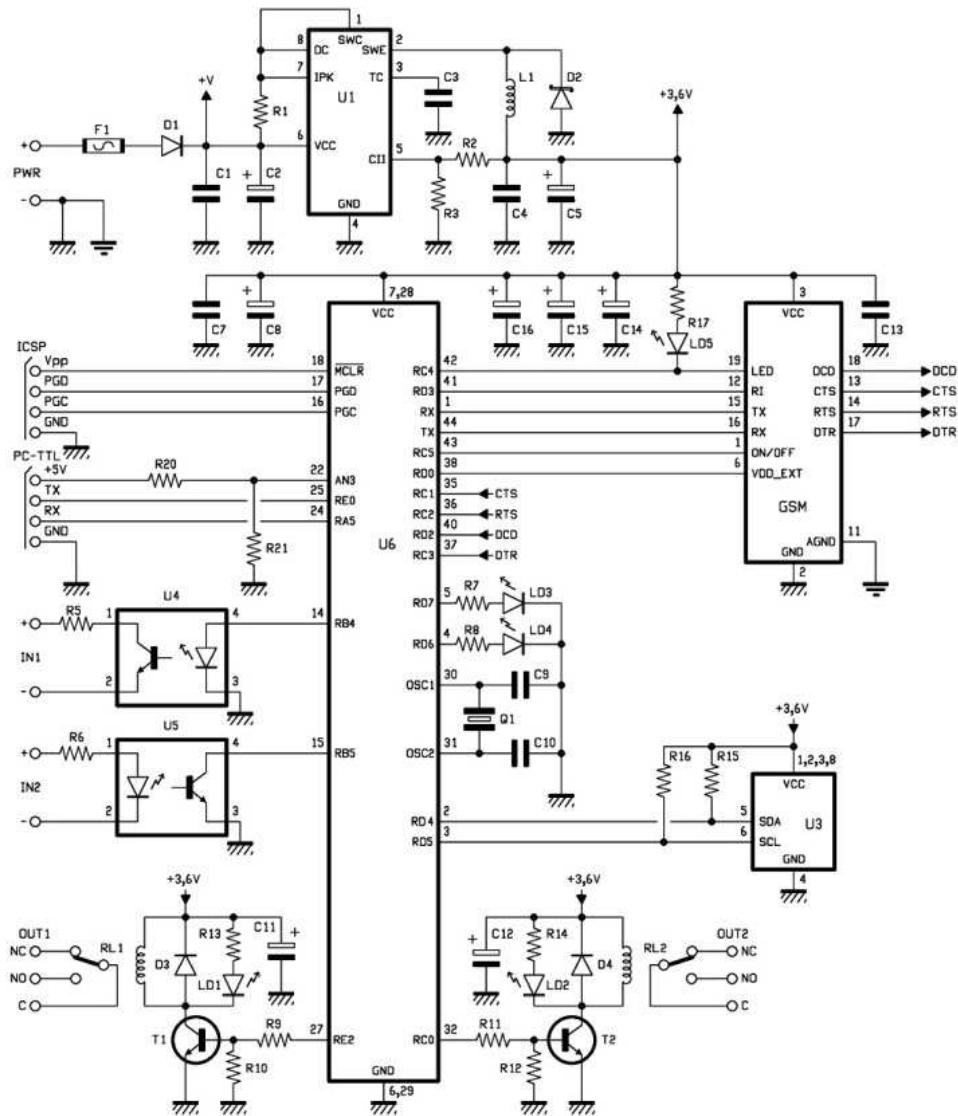 1
SWC
8 DC SWE 2
7 IPK TC 3
U1
C3
L1
D2
+V
R1
+3,6V
F1
D1
6 VCC
5
CII
R2
+
PWR
-
C1
+ C2
R3
C4
+ C5
GND
4
7,28
VCC
3
VCC
C7
+ C8
+ C16
+ C15
+ C14
R17
LD5
C13
ICSP
Vpp 18 MCLR
PGD 17 PGD
PGC 16 PGC
GND
RC4 42 19 LED DCD 18 DCD
RD3 41 12 RI CTS 13 CTS
RX 1 15 TX RTS 14 RTS
TX 44 16 RX DTR 17 DTR
RC5 43 1 ON/OFF
RD0 38 6 VDD_EXT
PC-TTL
+5V R20 22 AN3
TX 25 RE0
RX 24 RA5
GND
R21
U6
RC1 35 CTS
RC2 36 RTS
RD2 40 DCD
RC3 37 DTR
GSM
AGND 11
GND
2
U4
+ R5 1 4 14 RB4
IN1
- 2 3
RD7 5 R7 LD3
RD6 4 R8 LD4
OSC1 30 C9
Q1
OSC2 31 C10
U5
+ R6 1 4 15 RB5
IN2
- 2 3
+3,6V
R16 R15
1,2,3,8
VCC
RD4 2 5 SDA
RD5 3 6 SCL
U3
GND
4
+3,6V
OUT1
NC
NO
C
RL1
D3
R13
LD1
C11 +
T1
R9
R10
27 RE2
+3,6V
C12
+
R14
LD2
D4
RL2
OUT2
NC
NO
C
RC0 32
R11
R12
T2
GND
6,29